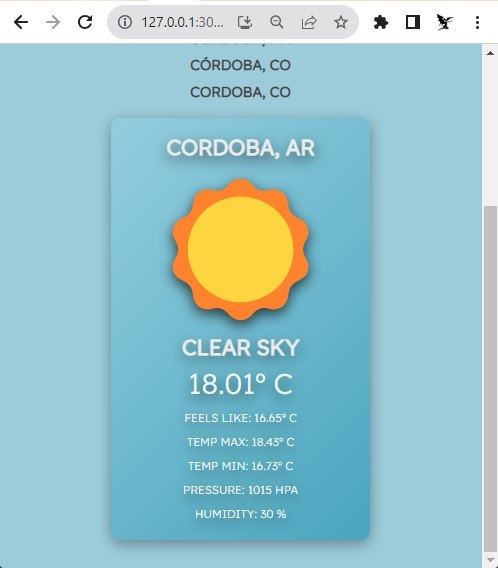 127.0.0.1:30...
CÓRDOBA, CO
CORDOBA, CO
CORDOBA, AR
CLEAR SKY
18.01° C
FEELS LIKE: 16.65° C
TEMP MAX: 18.43° C
TEMP MIN: 16.73° C
PRESSURE: 1015 HPA
HUMIDITY: 30 %